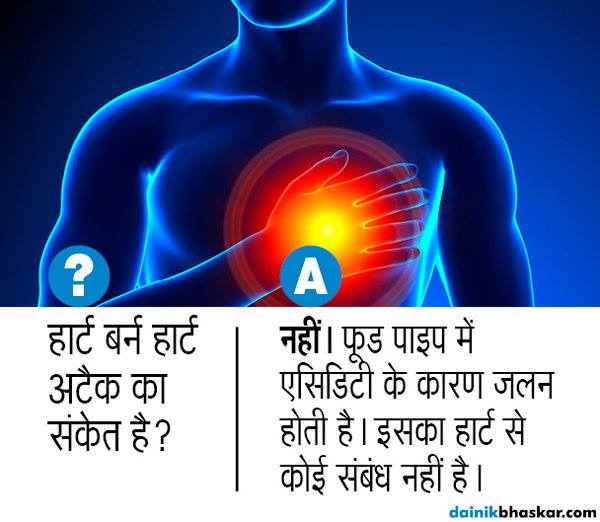 ?
A
हार्ट बर्न हार्ट
अटैक का
संकेत है?
नहीं। फूड पाइप में
एसिडिटी के कारण जलन
होती है। इसका हार्ट से
कोई संबंध नहीं है।
dainikbhaskar.com